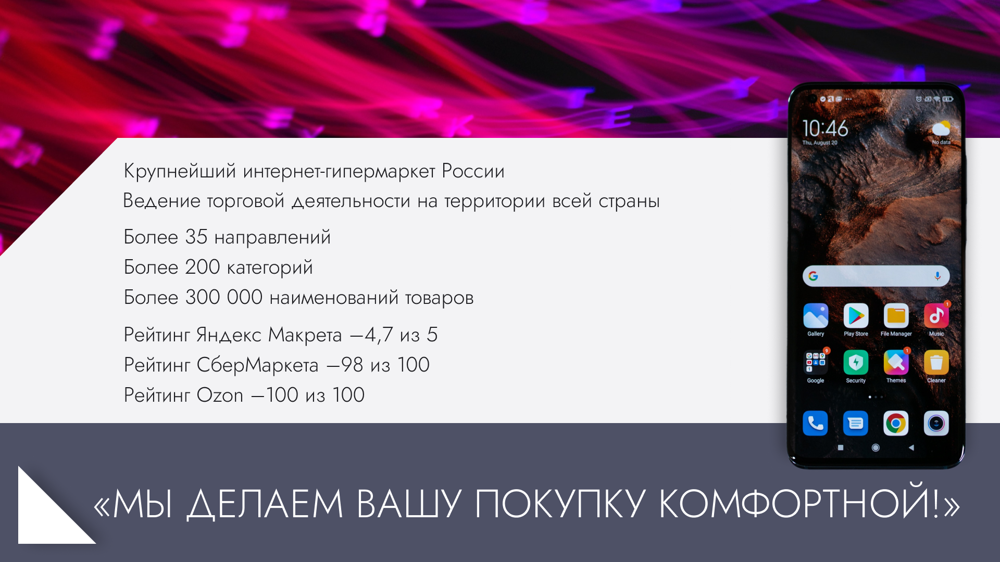 Крупнейший интернет-гипермаркет России
Ведение торговой деятельности на территории всей страны
Более 35 направлений
Более 200 категорий
Более 300 000 наименований товаров
Рейтинг Яндекс Макрета –4,7 из 5
Рейтинг СберМаркета –98 из 100
Рейтинг Ozon –100 из 100
10:46
Thu, August 20
No data
Gallery Play Store File Manager Music
Google Security Themes Cleaner
«МЫ ДЕЛАЕМ ВАШУ ПОКУПКУ КОМФОРТНОЙ!»